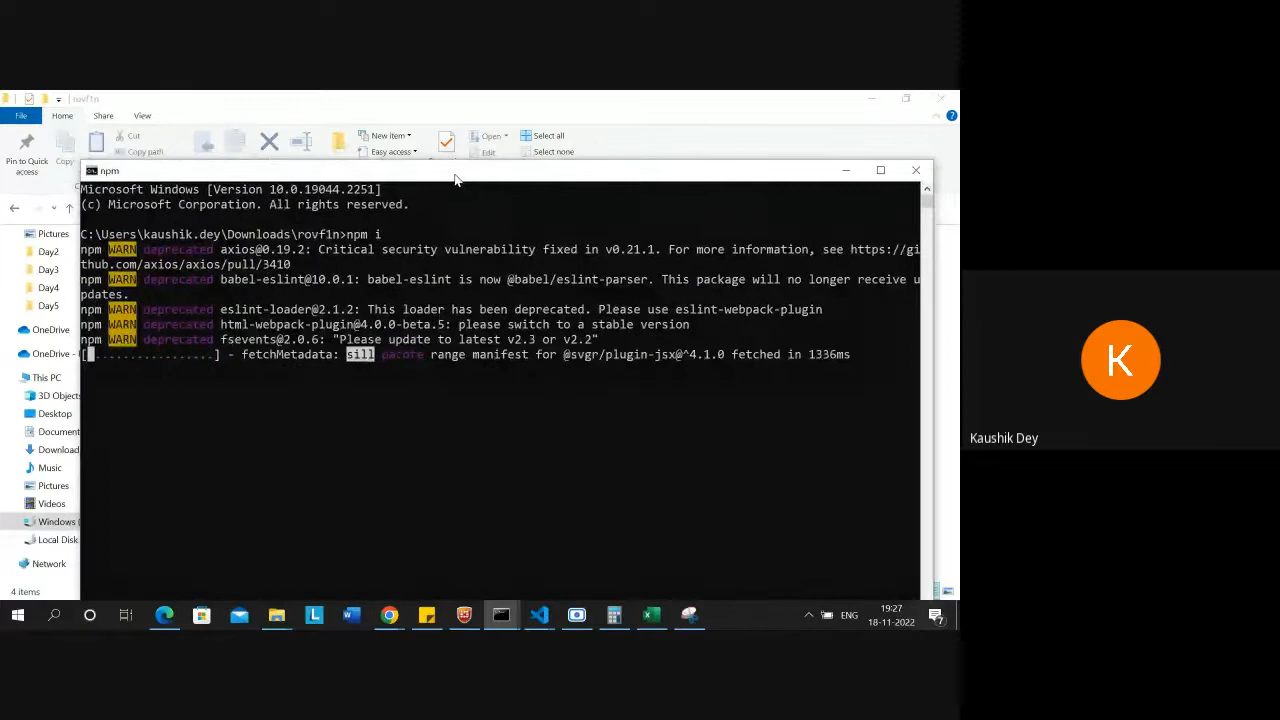 rovf1n
File
Home
Share
View
Pin to Quick
access
Copy
Cut
Copy path
New item
Easy access
Open
Edit
Select all
Select none
npm
Microsoft Windows [Version 10.0.19044.2251]
(c) Microsoft Corporation. All rights reserved.
C:\Users\kaushik.dey\Downloads\rovf1n>npm i
npm WARN deprecated axios@0.19.2: Critical security vulnerability fixed in v0.21.1. For more information, see https://gi
thub.com/axios/axios/pull/3410
npm WARN deprecated babel-eslint@10.0.1: babel-eslint is now @babel/eslint-parser. This package will no longer receive u
pdates.
npm WARN deprecated eslint-loader@2.1.2: This loader has been deprecated. Please use eslint-webpack-plugin
npm WARN deprecated html-webpack-plugin@4.0.0-beta.5: please switch to a stable version
npm WARN deprecated fsevents@2.0.6: "Please update to latest v2.3 or v2.2"
[ .................] - fetchMetadata: sill pacote range manifest for @svgr/plugin-jsx@^4.1.0 fetched in 1336ms
Pictures
Day2
Day3
Day4
Day5
OneDrive
OneDrive -
This PC
3D Objects
Desktop
Document
Download
Music
Pictures
Videos
Windows (
Local Disk
Network
4 items
ENG
19:27
18-11-2022
7
K
Kaushik Dey